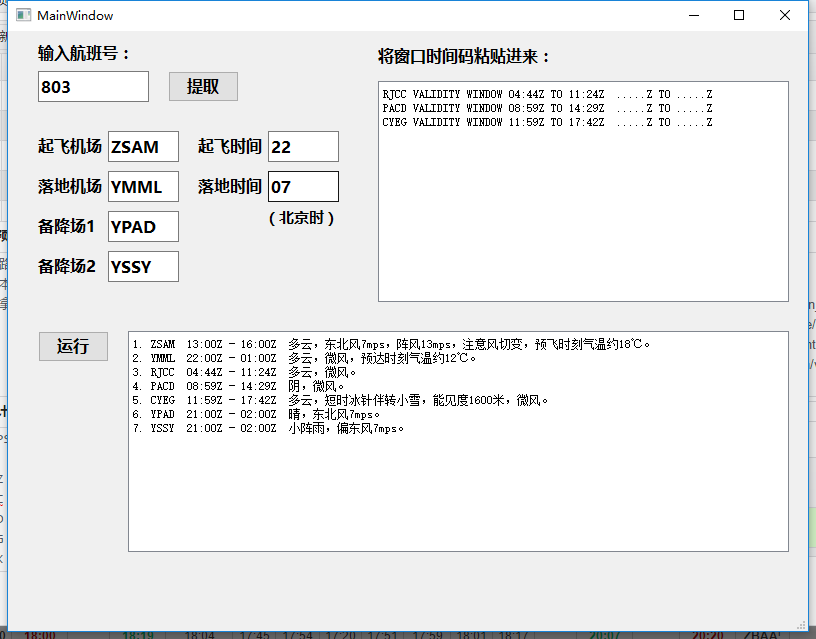 MainWindow
输入航班号：
803
提取
起飞机场 ZSAM 起飞时间 22
落地机场 YMML 落地时间 07
（北京时）
备降场1 YPAD
备降场2 YSSY
将窗口时间码粘贴进来：
RJCC VALIDITY WINDOW 04:44Z TO 11:24Z .....Z TO .....Z
PACD VALIDITY WINDOW 08:59Z TO 14:29Z .....Z TO .....Z
CYEG VALIDITY WINDOW 11:59Z TO 17:42Z .....Z TO .....Z
运行
1. ZSAM 13:00Z - 16:00Z 多云，东北风7mps，阵风13mps，注意风切变，预飞时刻气温约18℃。
2. YMML 22:00Z - 01:00Z 多云，微风，预达时刻气温约12℃。
3. RJCC 04:44Z - 11:24Z 多云，微风。
4. PACD 08:59Z - 14:29Z 阴，微风。
5. CYEG 11:59Z - 17:42Z 多云，短时冰针伴转小雪，能见度1600米，微风。
6. YPAD 21:00Z - 02:00Z 晴，东北风7mps。
7. YSSY 21:00Z - 02:00Z 小阵雨，偏东风7mps。